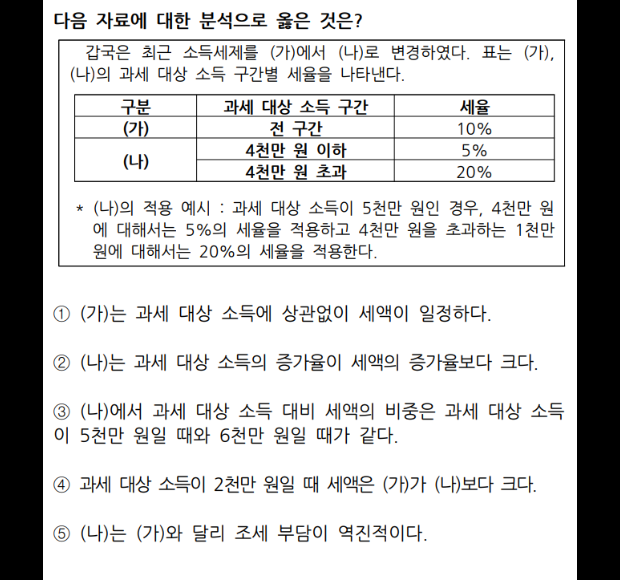 다음 자료에 대한 분석으로 옳은 것은?
갑국은 최근 소득세제를 (가)에서 (나)로 변경하였다. 표는 (가),
(나)의 과세 대상 소득 구간별 세율을 나타낸다.
구분 과세 대상 소득 구간 세율
(가) 전 구간 10%
(나) 4천만 원 이하 5%
4천만 원 초과 20%
* (나)의 적용 예시 : 과세 대상 소득이 5천만 원인 경우, 4천만 원
에 대해서는 5%의 세율을 적용하고 4천만 원을 초과하는 1천만
원에 대해서는 20%의 세율을 적용한다.
① (가)는 과세 대상 소득에 상관없이 세액이 일정하다.
② (나)는 과세 대상 소득의 증가율이 세액의 증가율보다 크다.
③ (나)에서 과세 대상 소득 대비 세액의 비중은 과세 대상 소득
이 5천만 원일 때와 6천만 원일 때가 같다.
④ 과세 대상 소득이 2천만 원일 때 세액은 (가)가 (나)보다 크다.
⑤ (나)는 (가)와 달리 조세 부담이 역진적이다.